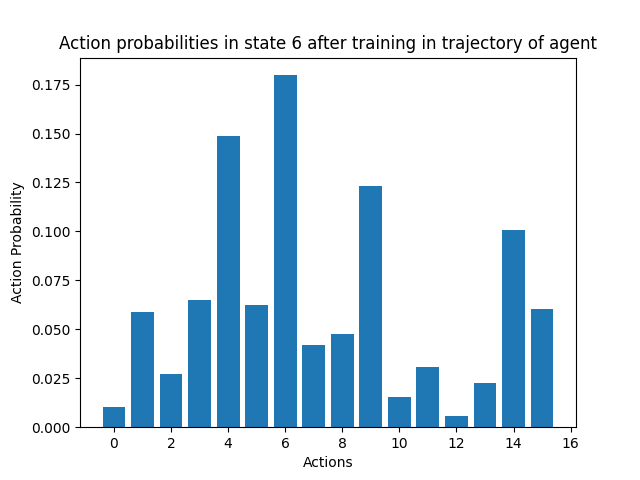 Action probabilities in state 6 after training in trajectory of agent
0.175
0.150
0.125
0.100
0.075
0.050
0.025
0.000
Action Probability
0 2 4 6 8 10 12 14 16
Actions